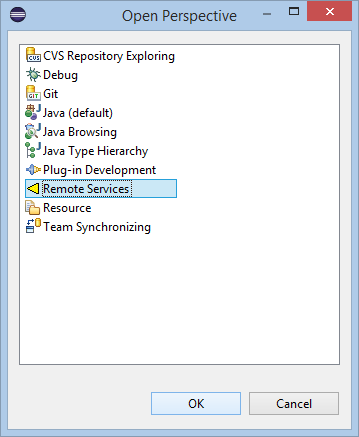 Open Perspective
CVS Repository Exploring
Debug
Git
Java (default)
Java Browsing
Java Type Hierarchy
Plug-in Development
Remote Services
Resource
Team Synchronizing
OK
Cancel